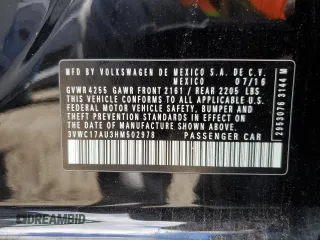 MFD BY VOLKSWAGEN DE MEXICO S.A. DE C.V.
MEXICO 07/16
GVWR 4255 GAWR FRONT 2161 / REAR 2205 LBS
THIS VEHICLE CONFORMS TO ALL APPLICABLE
U.S. FEDERAL MOTOR VEHICLE SAFETY,
BUMPER, AND THEFT PREVENTION STANDARDS
IN EFFECT ON THE DATE OF MANUFACTURE
SHOWN ABOVE
3VWC17AU3HM502978 PASSENGER CAR
2953076 3144 M
IDREAMBID